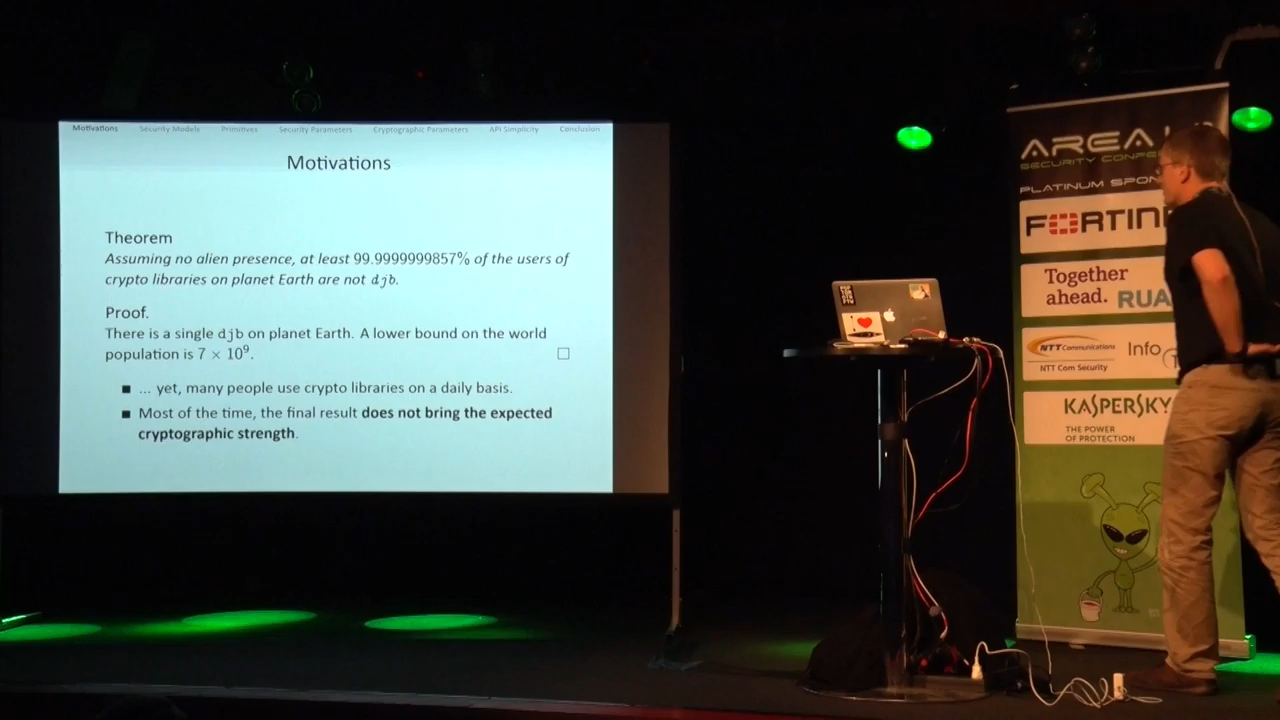 Motivations Security Models Primitives Security Parameters Cryptographic Parameters API Simplicity Conclusion
Motivations
Theorem
Assuming no alien presence, at least 99.9999999857% of the users of
crypto libraries on planet Earth are not djb.
Proof.
There is a single djb on planet Earth. A lower bound on the world
population is 7 × 10⁹. □
■ ... yet, many people use crypto libraries on a daily basis.
■ Most of the time, the final result does not bring the expected
cryptographic strength.
AREA
SECURITY
PLATINUM
FORTIN
Together
ahead. RUA
NTT Communications
NTT Com Security
Info
KASPERSKY
THE POWER
OF PROTECTION